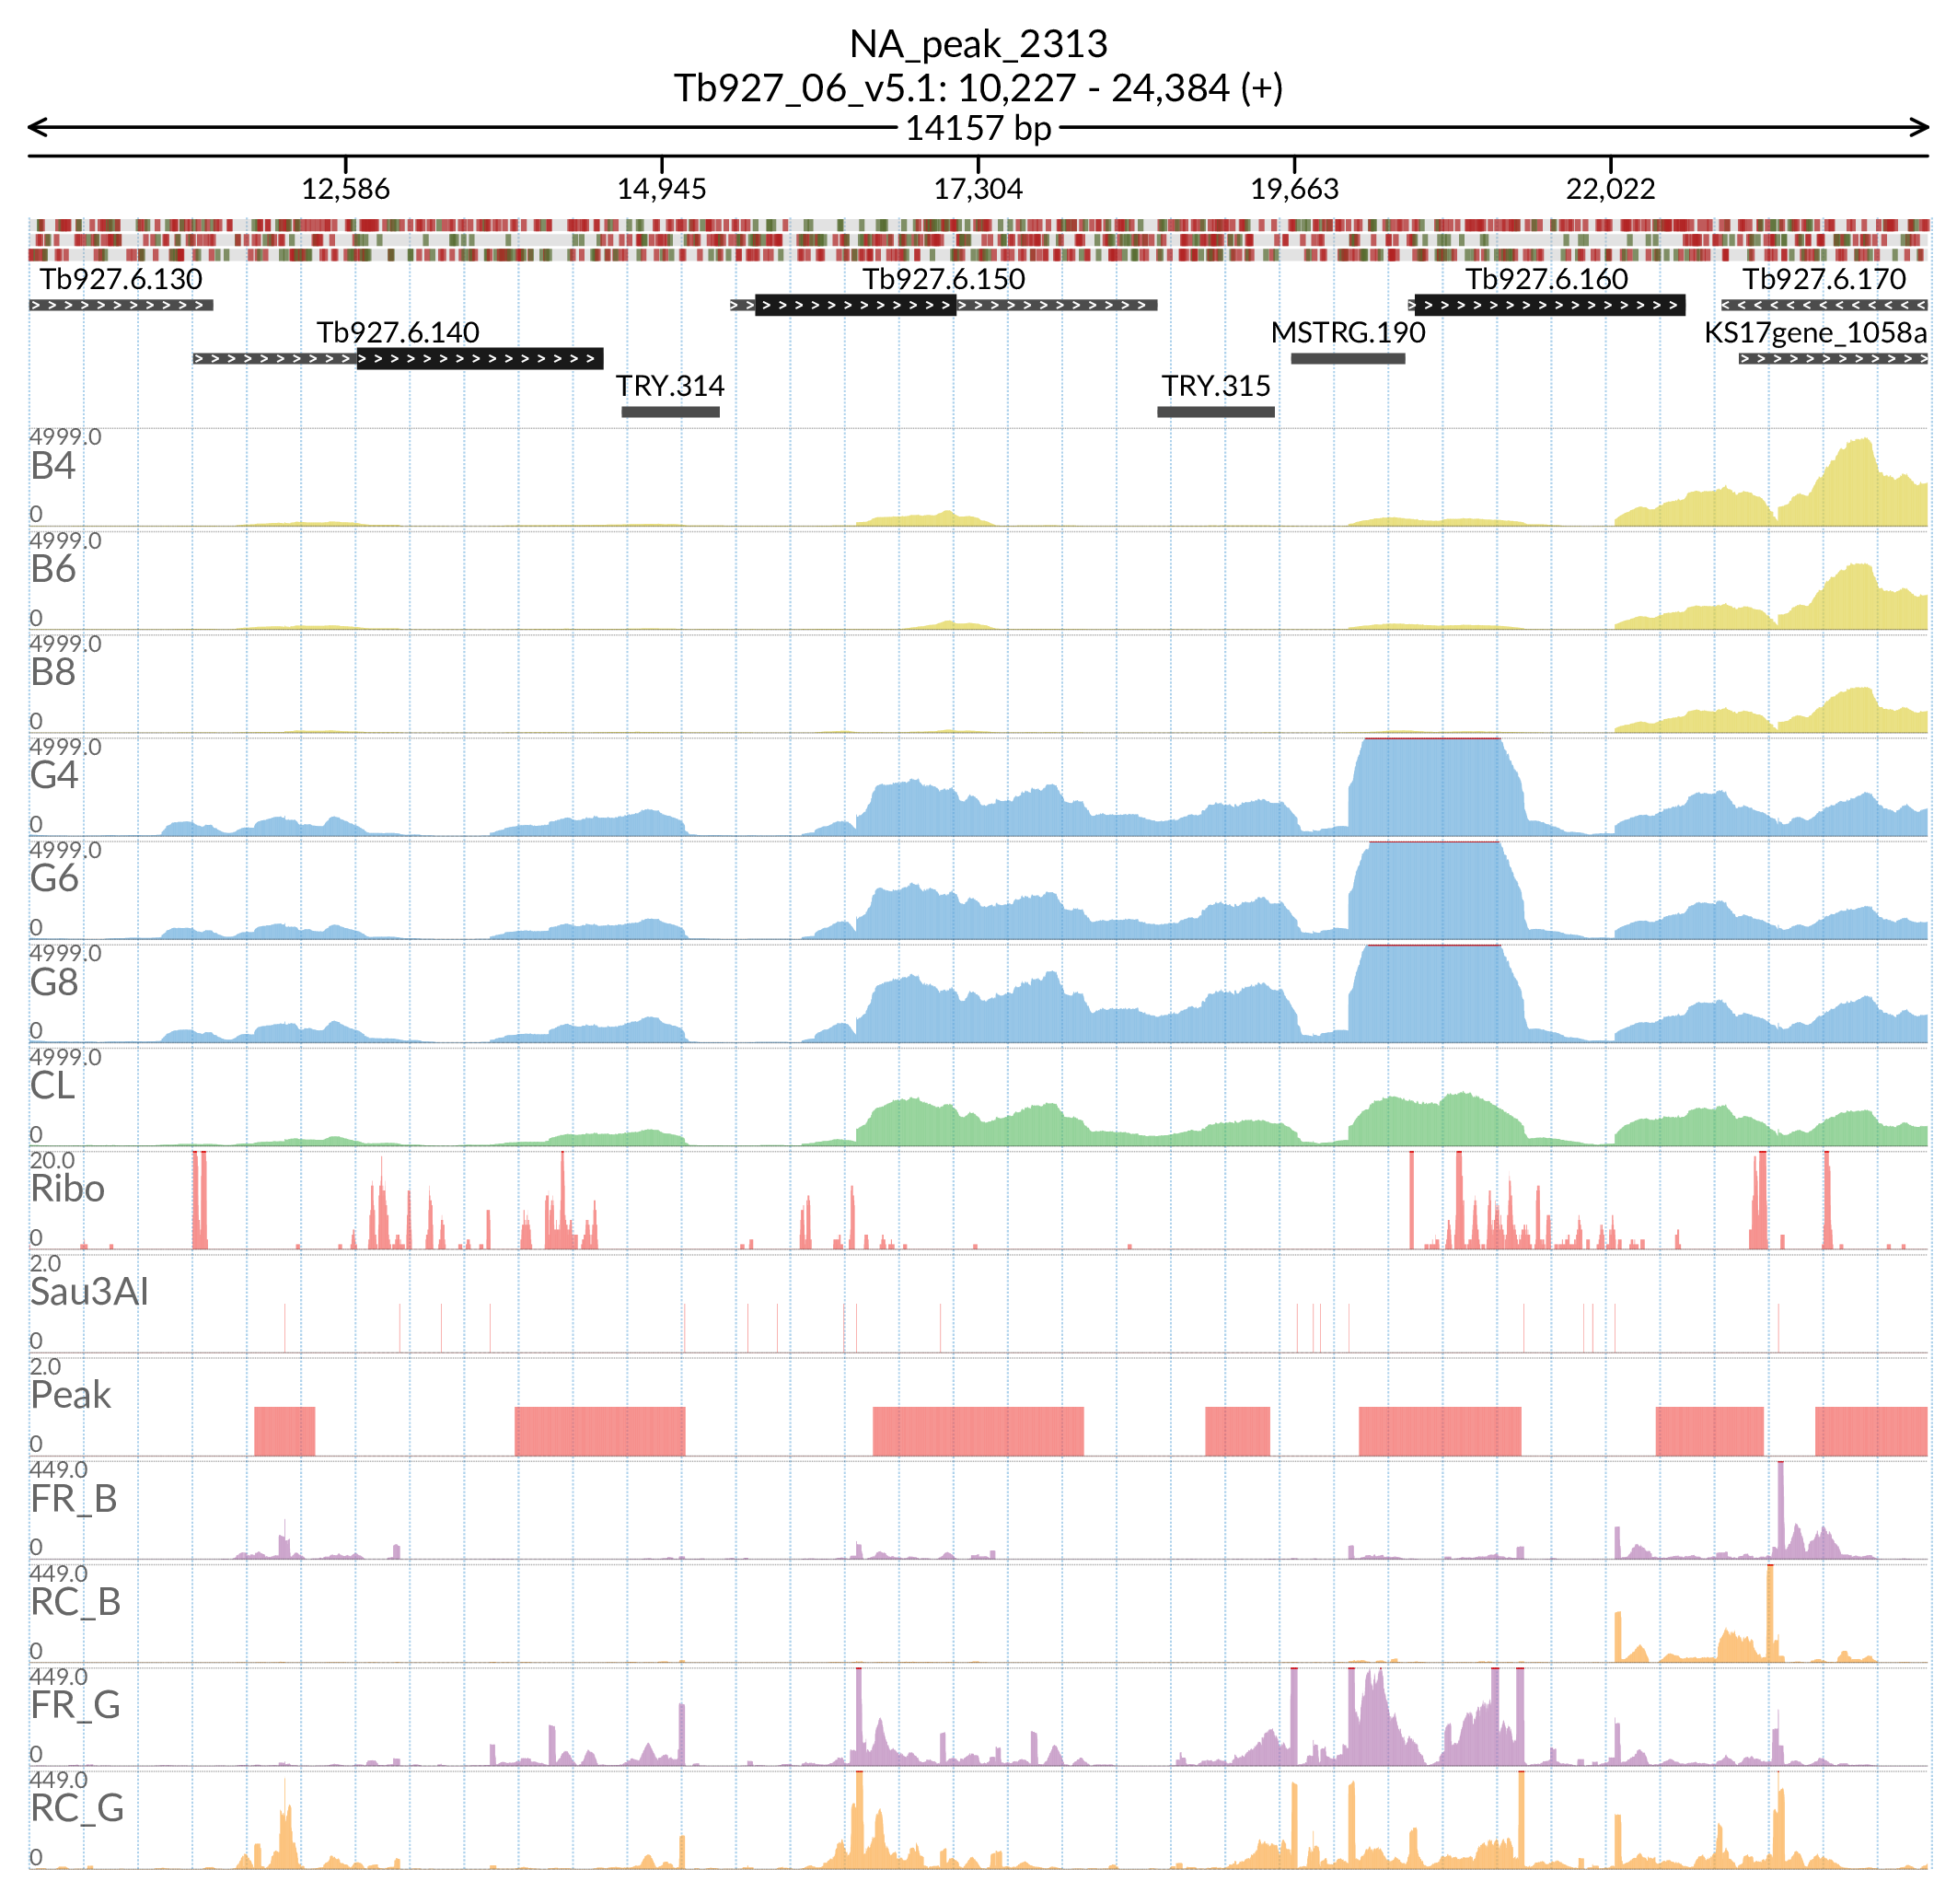 NA_peak_2313
Tb927_06_v5.1: 10,227 - 24,384 (+)
14157 bp
12,586 14,945 17,304 19,663 22,022
Tb927.6.130 Tb927.6.150 Tb927.6.160 Tb927.6.170
Tb927.6.140 MSTRG.190 KS17gene_1058a
TRY.314 TRY.315
4999.0
B4
0
4999.0
B6
0
4999.0
B8
0
4999.0
G4
0
4999.0
G6
0
4999.0
G8
0
4999.0
CL
0
20.0
Ribo
0
2.0
Sau3AI
0
2.0
Peak
0
449.0
FR_B
0
449.0
RC_B
0
449.0
FR_G
0
449.0
RC_G
0